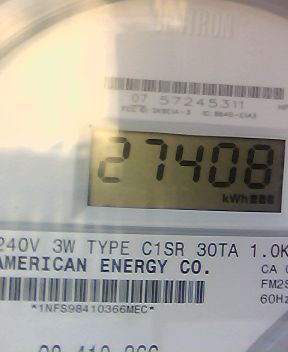 07 57245311
27408
kWh
240V 3W TYPE C1SR 30TA 1.0K
AMERICAN ENERGY CO.
CA
FM2S
60Hz
*1NFS98410366MEC*